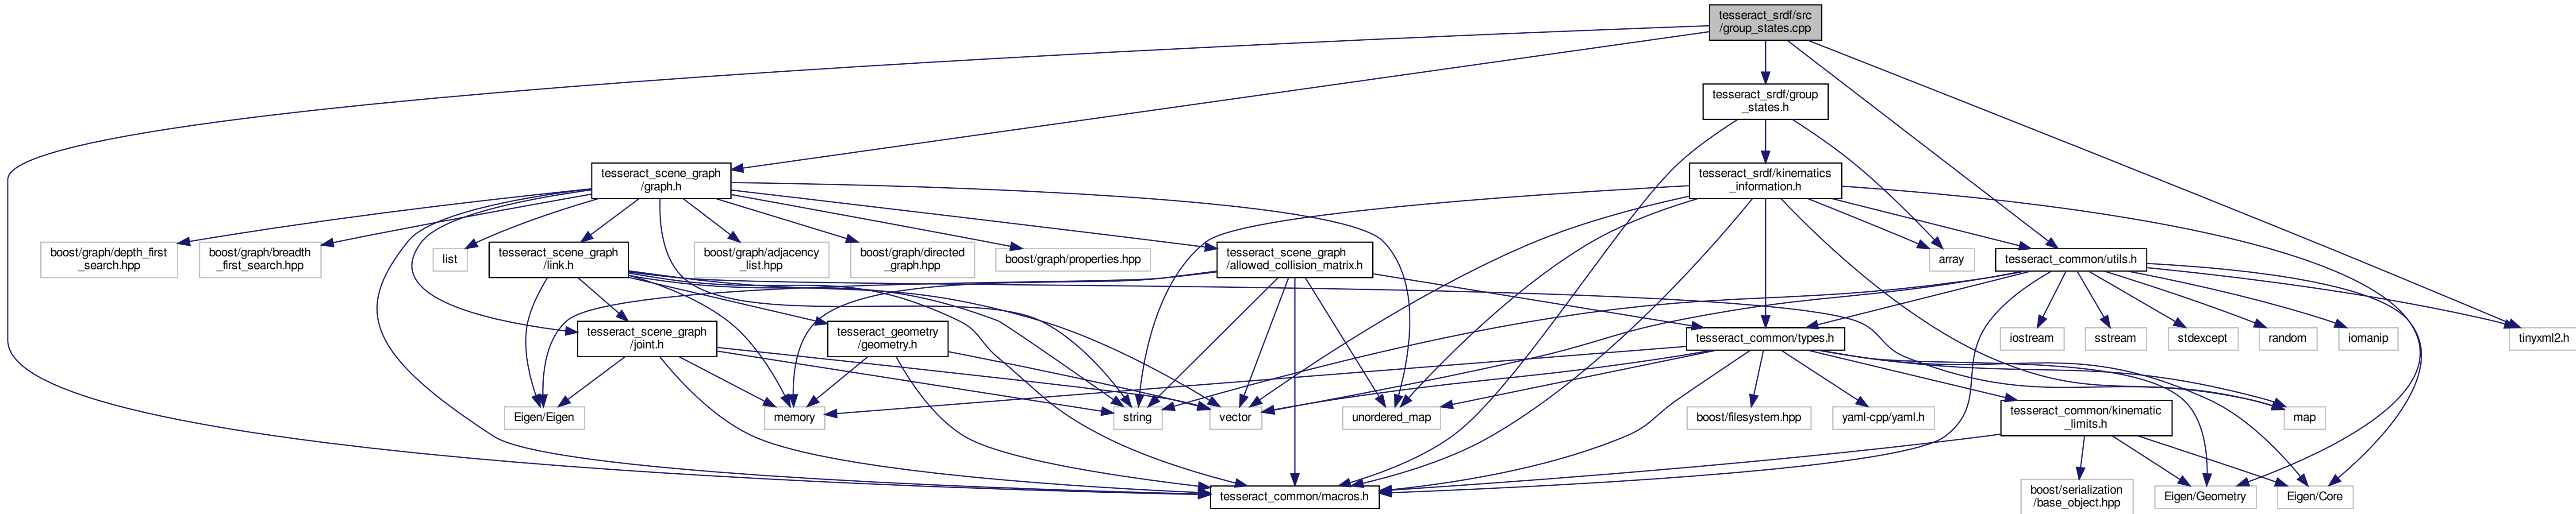 tesseract_srdf/src
/group_states.cpp
tesseract_srdf/group
_states.h
tesseract_scene_graph
/graph.h
tesseract_srdf/kinematics
_information.h
boost/graph/depth_first
_search.hpp
boost/graph/breadth
_first_search.hpp
list
tesseract_scene_graph
/link.h
boost/graph/adjacency
_list.hpp
boost/graph/directed
_graph.hpp
boost/graph/properties.hpp
tesseract_scene_graph
/allowed_collision_matrix.h
array
tesseract_common/utils.h
tesseract_scene_graph
/joint.h
tesseract_geometry
/geometry.h
tesseract_common/types.h
iostream
sstream
stdexcept
random
iomanip
tinyxml2.h
Eigen/Eigen
memory
string
vector
unordered_map
boost/filesystem.hpp
yaml-cpp/yaml.h
tesseract_common/kinematic
_limits.h
map
tesseract_common/macros.h
boost/serialization
/base_object.hpp
Eigen/Geometry
Eigen/Core